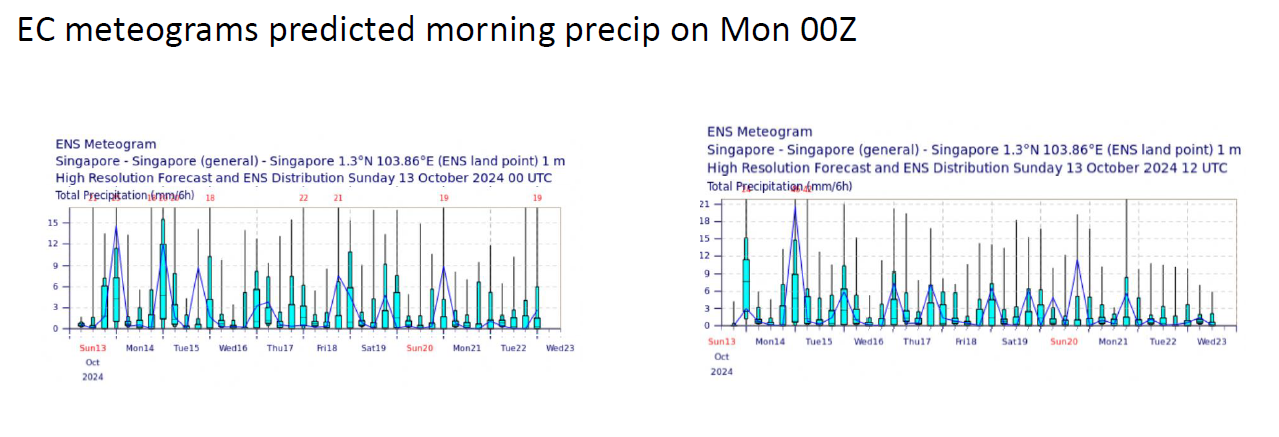 EC meteograms predicted morning precip on Mon 00Z
ENS Meteogram
Singapore - Singapore (general) - Singapore 1.3°N 103.86°E (ENS land point) 1 m
High Resolution Forecast and ENS Distribution Sunday 13 October 2024 00 UTC
Total Precipitation (mm/6h)
18 22 21 19 19
15
12
9
6
3
0
Sun13 Mon14 Tue15 Wed16 Thu17 Fri18 Sat19 Sun20 Mon21 Tue22 Wed23
Oct
2024
ENS Meteogram
Singapore - Singapore (general) - Singapore 1.3°N 103.86°E (ENS land point) 1 m
High Resolution Forecast and ENS Distribution Sunday 13 October 2024 12 UTC
Total Precipitation (mm/6h)
21
18
15
12
9
6
3
0
Sun13 Mon14 Tue15 Wed16 Thu17 Fri18 Sat19 Sun20 Mon21 Tue22 Wed23
Oct
2024